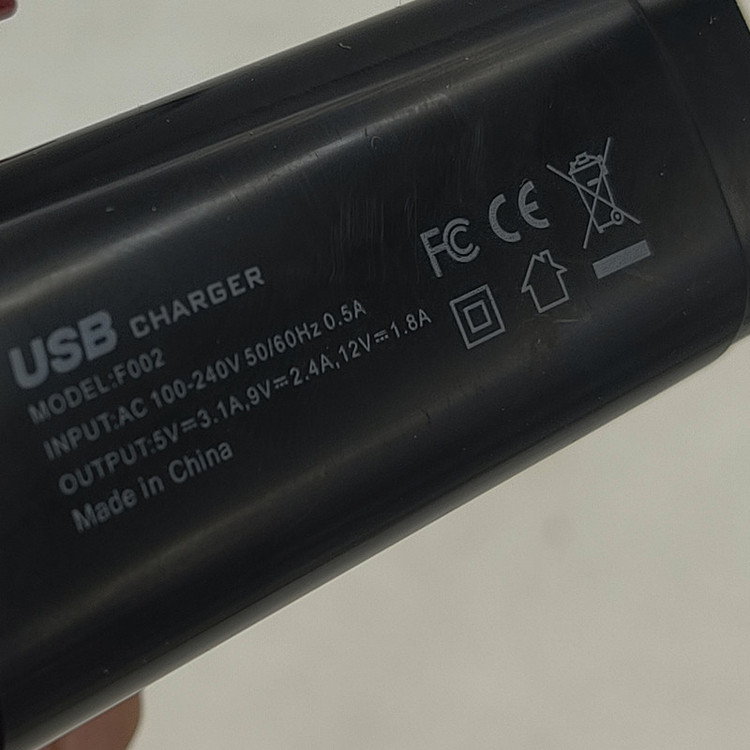 USB CHARGER
MODEL:F002
INPUT:AC 100-240V 50/60Hz 0.5A
OUTPUT:5V⎓3.1A,9V⎓2.4A,12V⎓1.8A
Made in China
FC CE